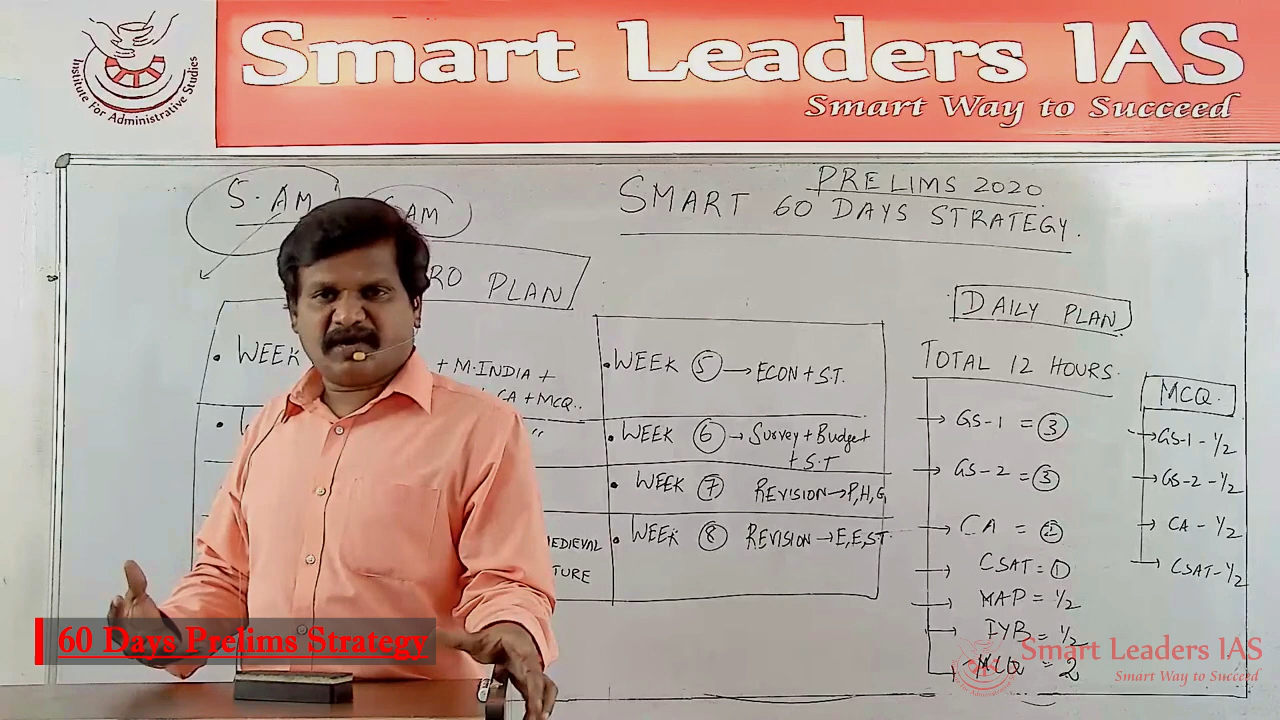 Smart Leaders IAS
Smart Way to Succeed
Institute For Administrative Studies
5 AM
AM
PRELIMS 2020
SMART 60 DAYS STRATEGY.
PLAN
DAILY PLAN
• WEEK
+ M.INDIA +
CA + MCQ..
"
MEDIEVAL
• WEEK 5 → ECON + S.T.
• WEEK 6 → Survey + Budget
+ S.T
• WEEK 7 REVISION → P, H, G
• WEEK 8 REVISION → E, E, ST.
TOTAL 12 HOURS.
→ GS-1 = 3
→ GS-2 = 3
→ CA = 2
→ CSAT = 1
→ MAP = 1/2
→ IYB = 1/2
→ MCQ = 2
MCQ.
→ GS-1 - 1/2
→ GS-2 - 1/2
→ CA - 1/2
→ CSAT - 1/2
60 Days Prelims Strategy
Smart Leaders IAS
Smart Way to Succeed